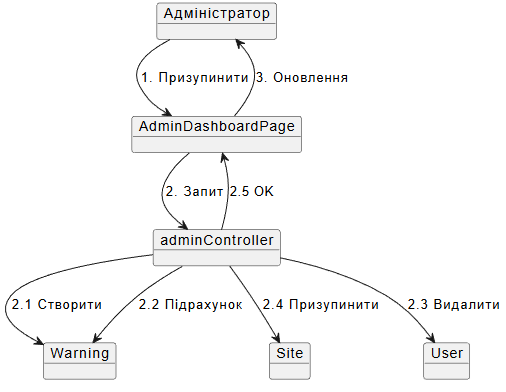 Адміністратор
1. Призупинити
3. Оновлення
AdminDashboardPage
2. Запит
2.5 OK
adminController
2.1 Створити
2.2 Підрахунок
2.4 Призупинити
2.3 Видалити
Warning
Site
User